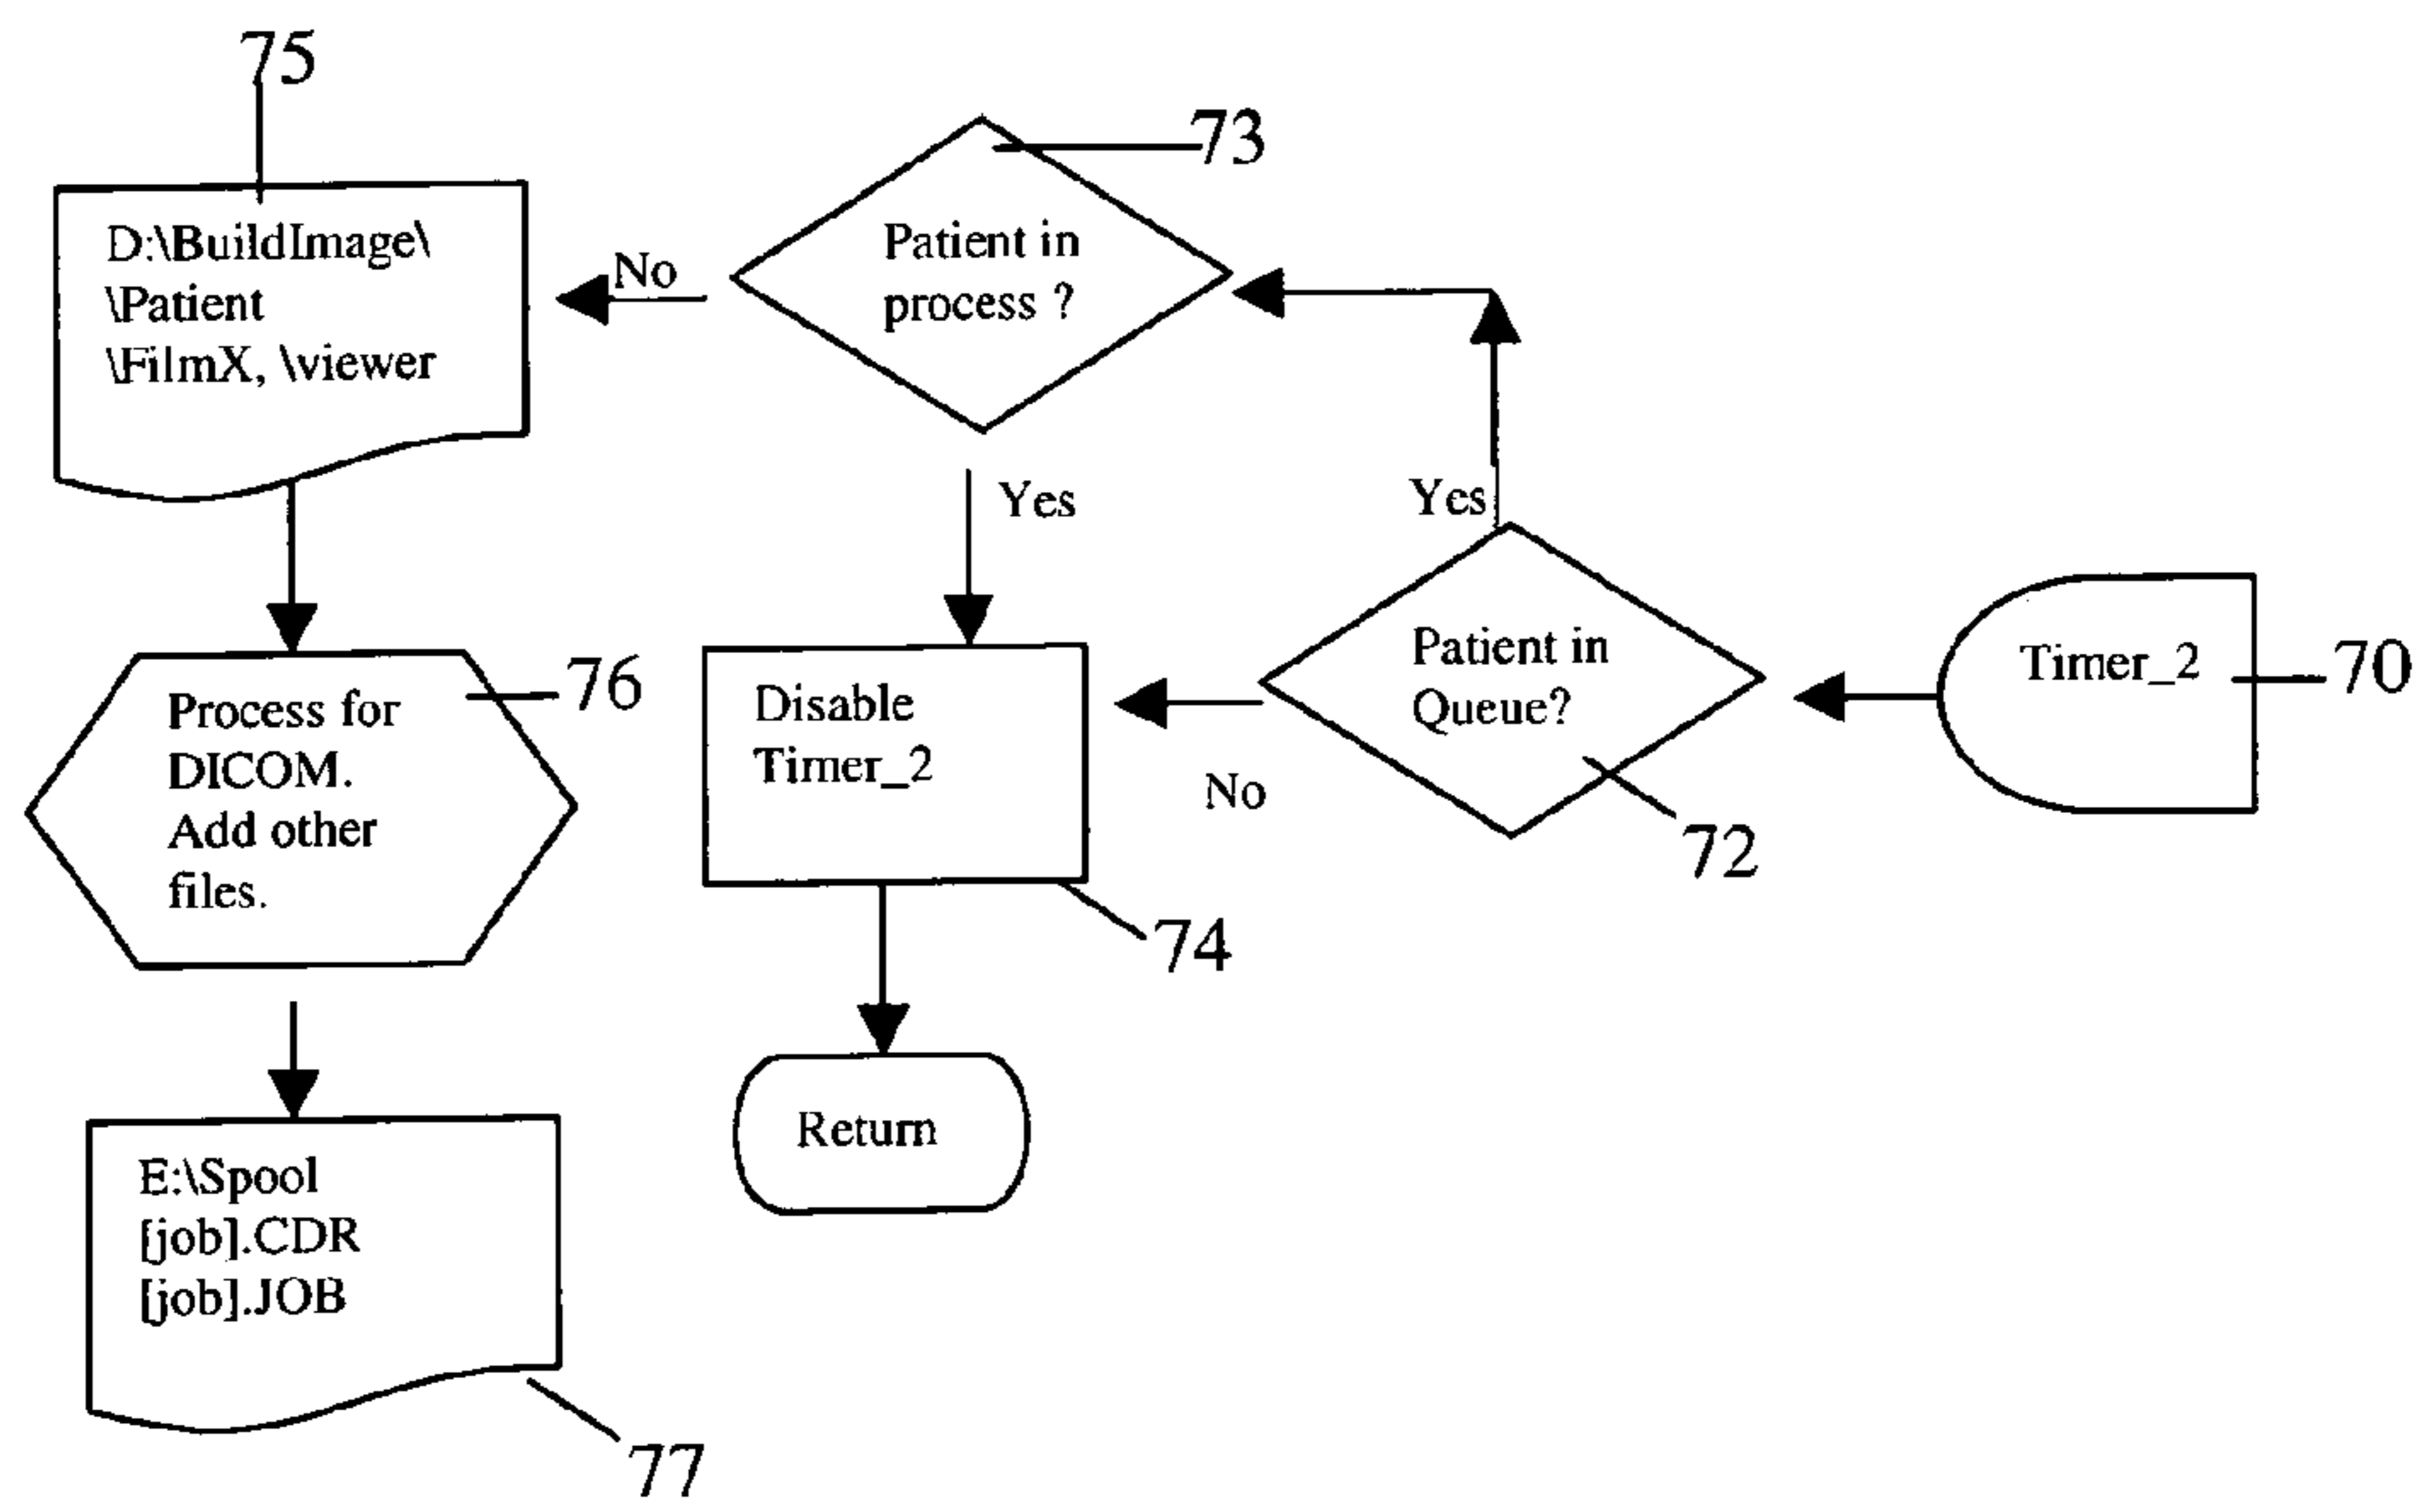 75
73
D:\BuildImage\
\Patient
\FilmX, \viewer
No
Patient in
process ?
Yes
Yes
Patient in
Queue?
Timer_2
70
76
Process for
DICOM.
Add other
files.
Disable
Timer_2
No
72
74
Return
E:\Spool
[job].CDR
[job].JOB
77